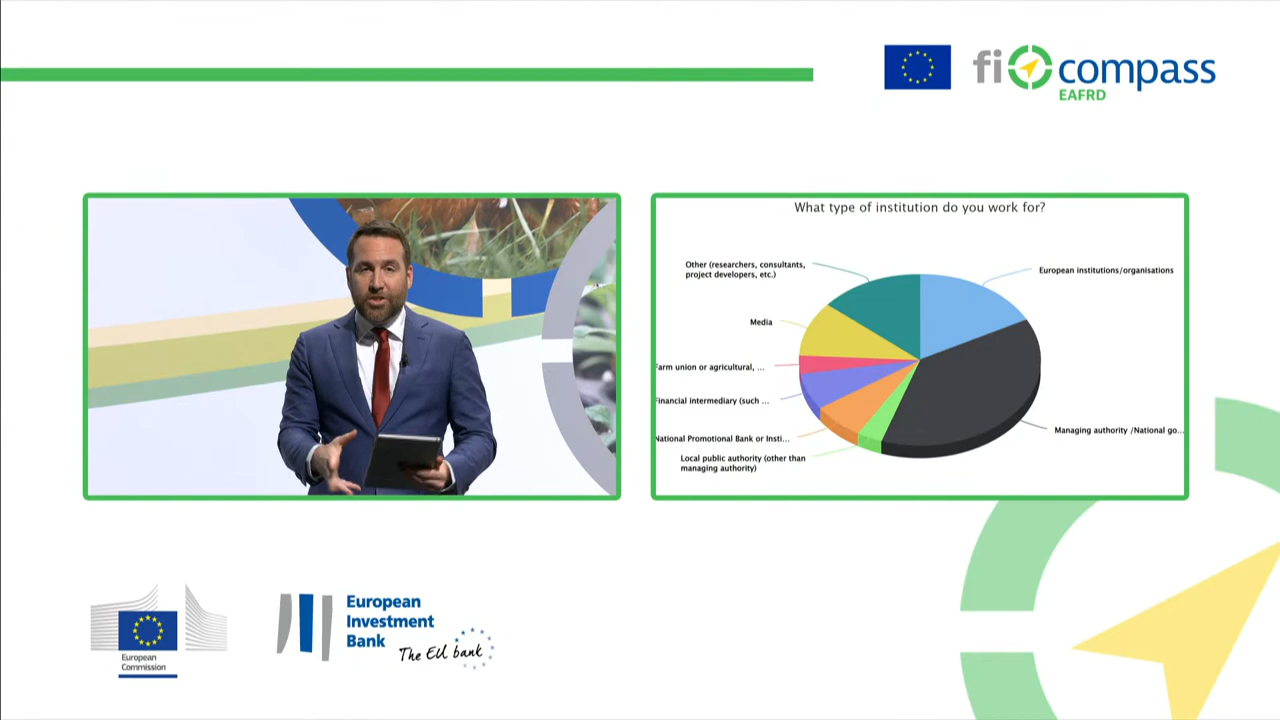 fi compass
EAFRD
What type of institution do you work for?
Other (researchers, consultants,
project developers, etc.)
European institutions/organisations
Media
arm union or agricultural, ...
Financial intermediary (such ...
Managing authority /National go...
National Promotional Bank or Insti...
Local public authority (other than
managing authority)
European
Commission
European
Investment
Bank
The EU bank